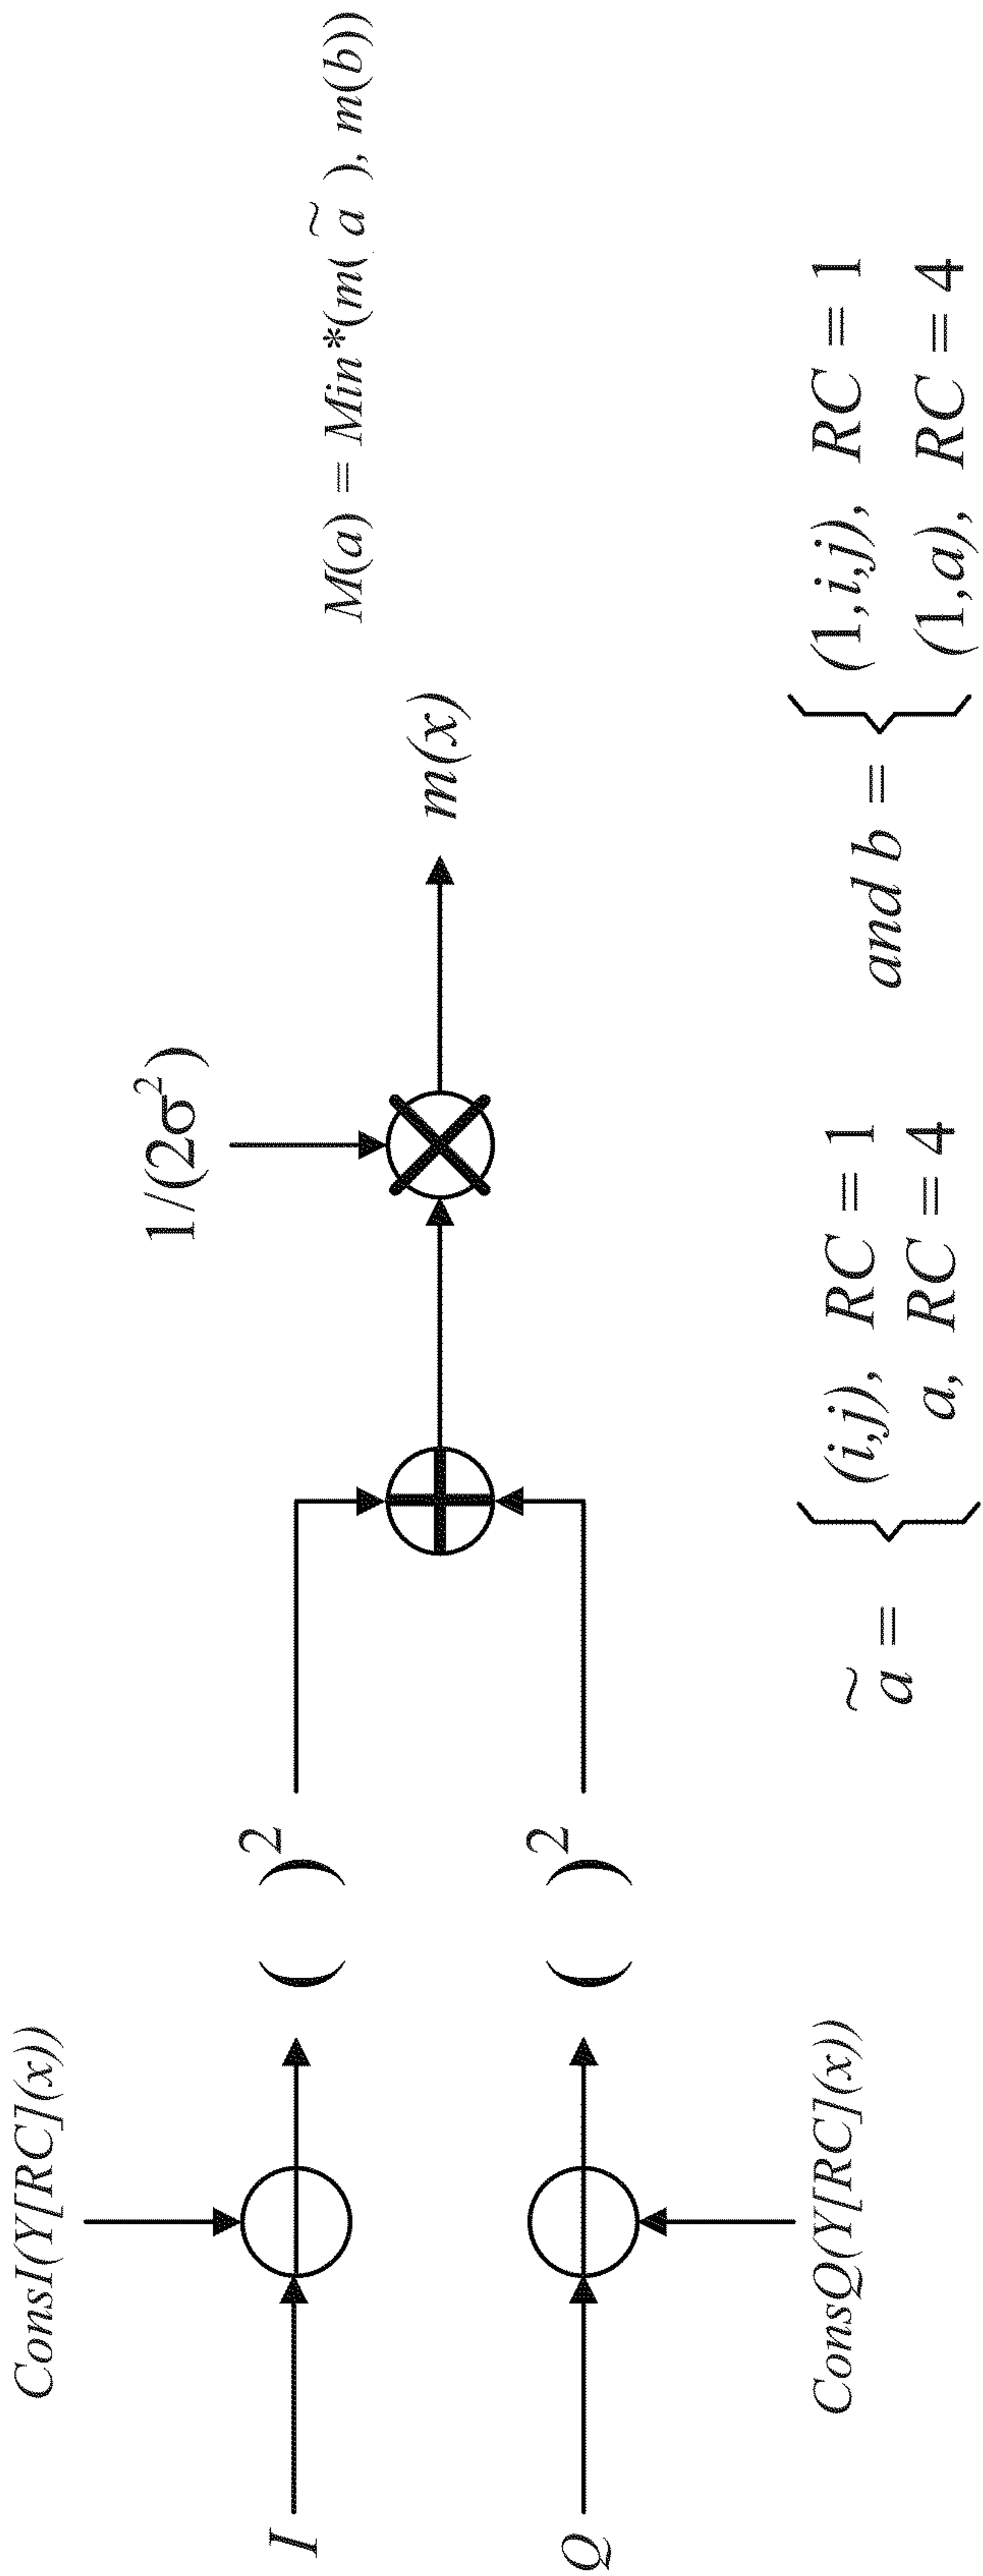 ConsI(Y[RC](x))
1/(2σ²)
I
( )²
M(a) = Min*(m( ã ), m(b))
m(x)
Q
( )²
ConsQ(Y[RC](x))
ã = { (i,j), RC = 1
a, RC = 4
and b = { (1,i,j), RC = 1
(1,a), RC = 4